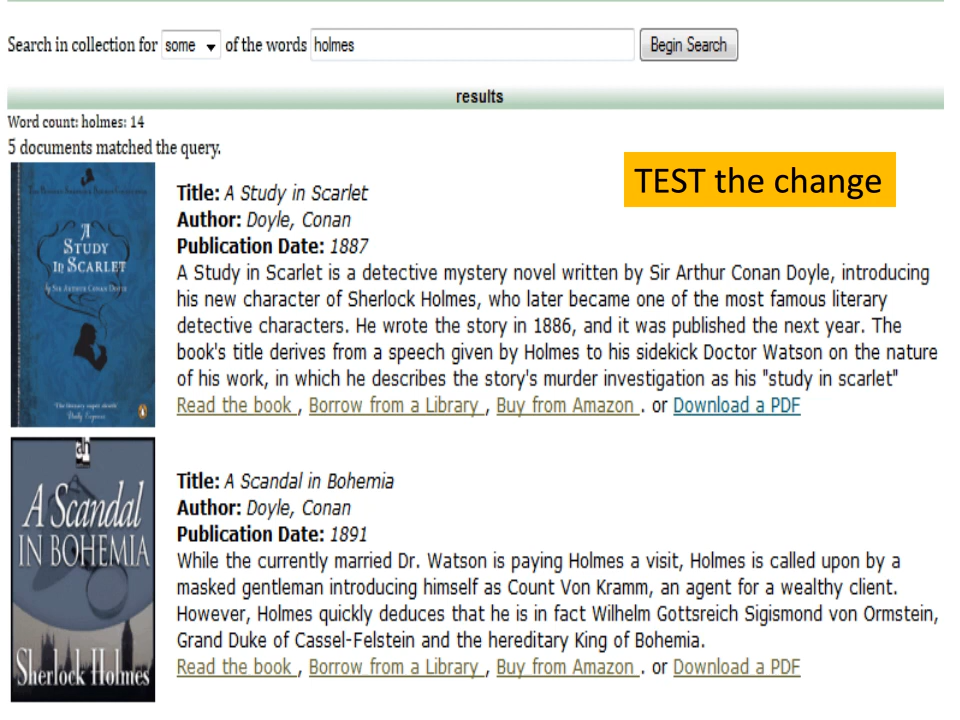 Search in collection for some of the words holmes Begin Search
results
Word count: holmes: 14
5 documents matched the query.
TEST the change
A
STUDY
IN SCARLET
by SIR ARTHUR CONAN DOYLE
Title: A Study in Scarlet
Author: Doyle, Conan
Publication Date: 1887
A Study in Scarlet is a detective mystery novel written by Sir Arthur Conan Doyle, introducing
his new character of Sherlock Holmes, who later became one of the most famous literary
detective characters. He wrote the story in 1886, and it was published the next year. The
book's title derives from a speech given by Holmes to his sidekick Doctor Watson on the nature
of his work, in which he describes the story's murder investigation as his "study in scarlet"
Read the book , Borrow from a Library , Buy from Amazon . or Download a PDF
ah
A Scandal
IN BOHEMIA
Sherlock Holmes
Title: A Scandal in Bohemia
Author: Doyle, Conan
Publication Date: 1891
While the currently married Dr. Watson is paying Holmes a visit, Holmes is called upon by a
masked gentleman introducing himself as Count Von Kramm, an agent for a wealthy client.
However, Holmes quickly deduces that he is in fact Wilhelm Gottsreich Sigismond von Ormstein,
Grand Duke of Cassel-Felstein and the hereditary King of Bohemia.
Read the book , Borrow from a Library , Buy from Amazon . or Download a PDF